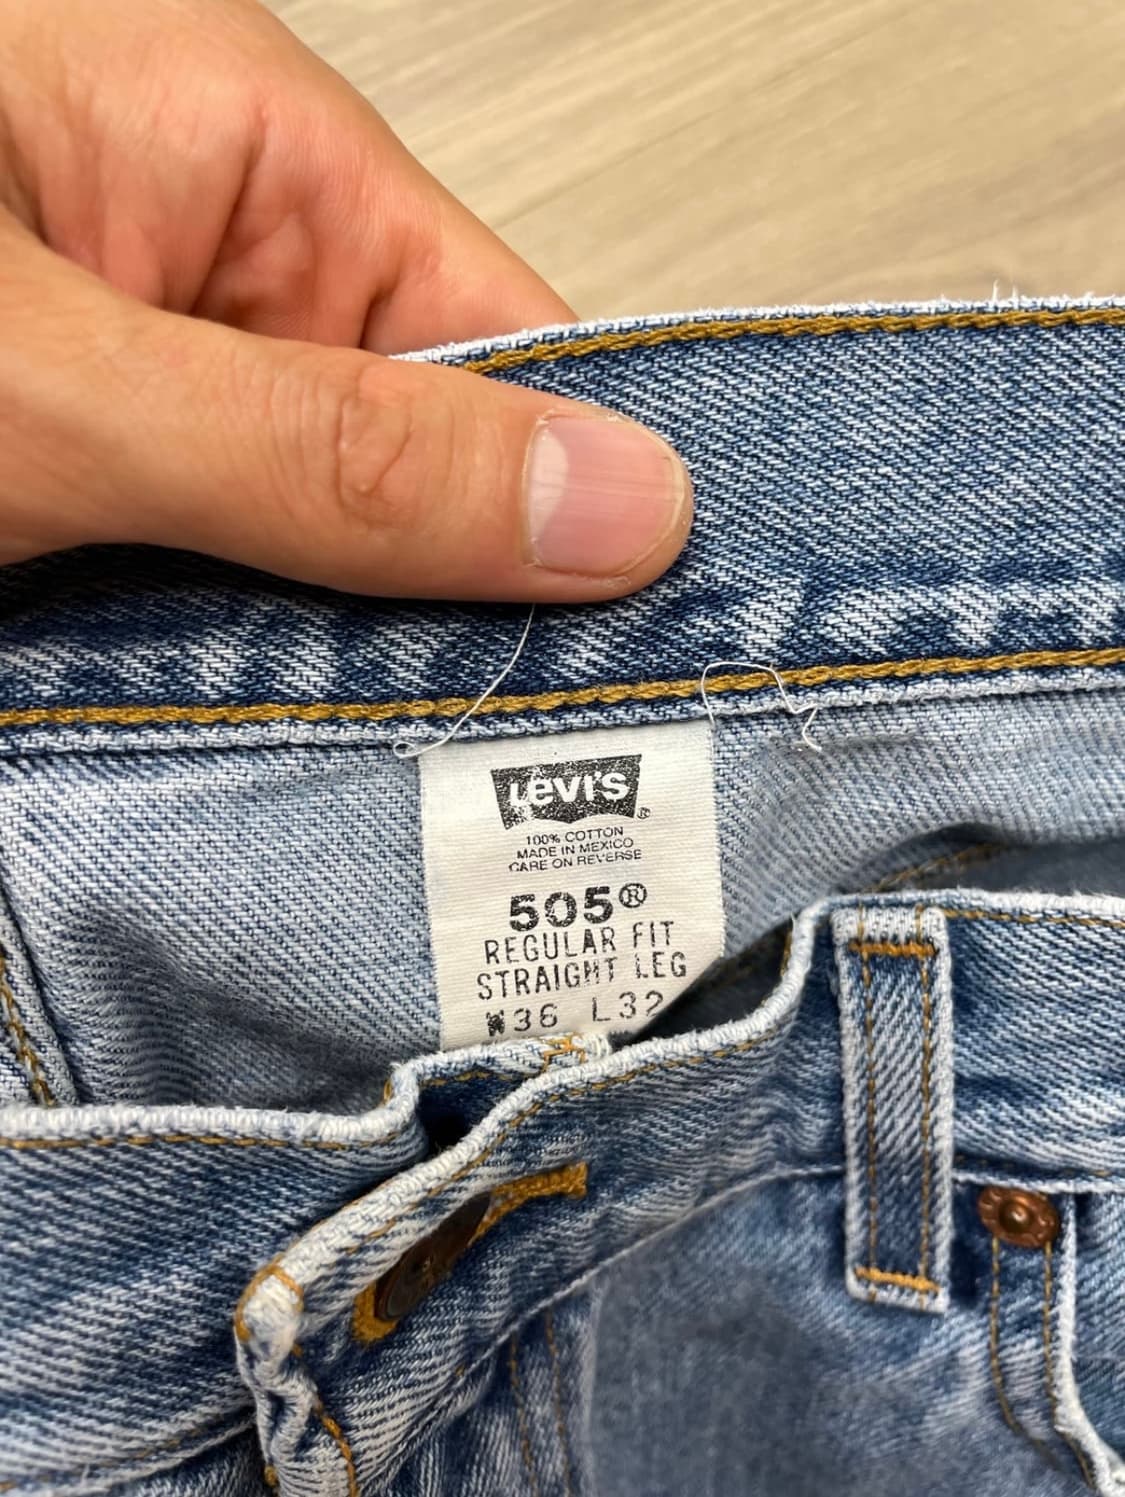 LEVI'S®
100% COTTON
MADE IN MEXICO
CARE ON REVERSE
505®
REGULAR FIT
STRAIGHT LEG
W36 L32